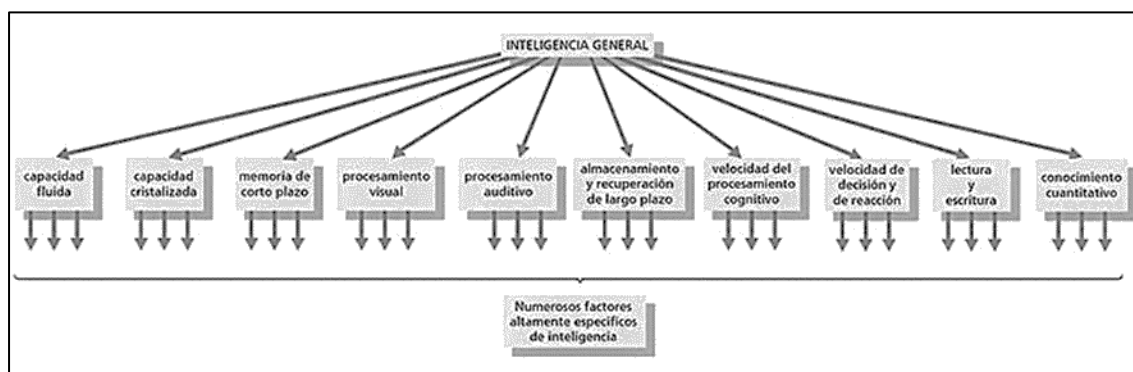 INTELIGENCIA GENERAL
capacidad
fluida
capacidad
cristalizada
memoria de
corto plazo
procesamiento
visual
procesamiento
auditivo
almacenamiento
y recuperación
de largo plazo
velocidad del
procesamiento
cognitivo
velocidad de
decisión y
de reacción
lectura
y
escritura
conocimiento
cuantitativo
Numerosos factores
altamente específicos
de inteligencia